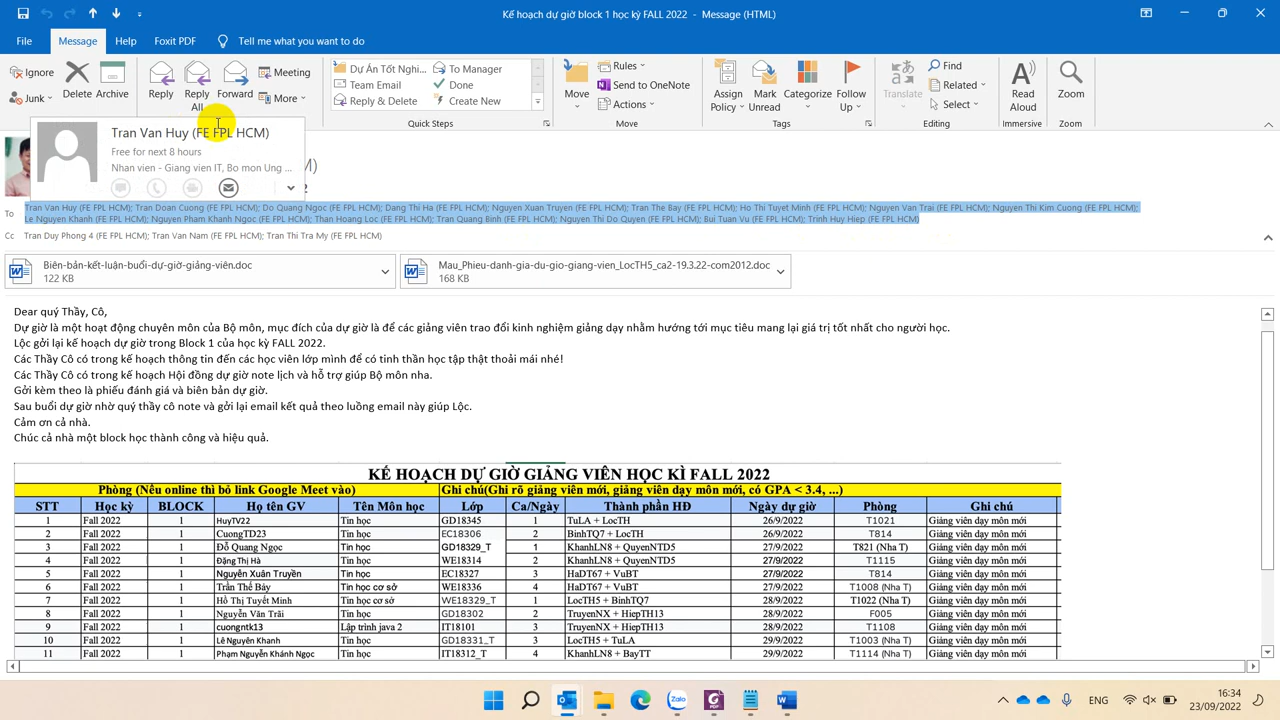 Kế hoạch dự giờ block 1 học kỳ FALL 2022 - Message (HTML)
File Message Help Foxit PDF Tell me what you want to do
Ignore
Junk
Delete
Archive
Reply
Reply All
Forward
Meeting
More
Dự Án Tốt Nghi...
Team Email
Reply & Delete
To Manager
Done
Create New
Quick Steps
Move
Rules
Send to OneNote
Actions
Move
Assign Policy
Mark Unread
Categorize
Follow Up
Tags
Translate
Find
Related
Select
Editing
Read Aloud
Immersive
Zoom
Zoom
Tran Van Huy (FE FPL HCM)
Free for next 8 hours
Nhan vien - Giang vien IT, Bo mon Ung ...
To Tran Van Huy (FE FPL HCM); Tran Doan Cuong (FE FPL HCM); Do Quang Ngoc (FE FPL HCM); Dang Thi Ha (FE FPL HCM); Nguyen Xuan Truyen (FE FPL HCM); Tran The Bay (FE FPL HCM); Ho Thi Tuyet Minh (FE FPL HCM); Nguyen Van Trai (FE FPL HCM); Nguyen Thi Kim Cuong (FE FPL HCM);
Le Nguyen Khanh (FE FPL HCM); Nguyen Pham Khanh Ngoc (FE FPL HCM); Than Hoang Loc (FE FPL HCM); Tran Quang Binh (FE FPL HCM); Nguyen Thi Do Quyen (FE FPL HCM); Bui Tuan Vu (FE FPL HCM); Trinh Huy Hiep (FE FPL HCM)
Cc Tran Duy Phong 4 (FE FPL HCM); Tran Van Nam (FE FPL HCM); Tran Thi Tra My (FE FPL HCM)
Biên-bản-kết-luận-buổi-dự-giờ-giảng-viên.doc
122 KB
Mau_Phieu-danh-gia-du-gio-giang-vien_LocTH5_ca2-19.3.22-com2012.doc
168 KB
Dear quý Thầy, Cô,
Dự giờ là một hoạt động chuyên môn của Bộ môn, mục đích của dự giờ là để các giảng viên trao đổi kinh nghiệm giảng dạy nhằm hướng tới mục tiêu mang lại giá trị tốt nhất cho người học.
Lộc gởi lại kế hoạch dự giờ trong Block 1 của học kỳ FALL 2022.
Các Thầy Cô có trong kế hoạch thông tin đến các học viên lớp mình để có tinh thần học tập thật thoải mái nhé!
Các Thầy Cô có trong kế hoạch Hội đồng dự giờ note lịch và hỗ trợ giúp Bộ môn nha.
Gởi kèm theo là phiếu đánh giá và biên bản dự giờ.
Sau buổi dự giờ nhờ quý thầy cô note và gởi lại email kết quả theo luồng email này giúp Lộc.
Cảm ơn cả nhà.
Chúc cả nhà một block học thành công và hiệu quả.
KẾ HOẠCH DỰ GIỜ GIẢNG VIÊN HỌC KÌ FALL 2022
Phòng (Nếu online thì bỏ link Google Meet vào) Ghi chú(Ghi rõ giảng viên mới, giảng viên dạy môn mới, có GPA < 3.4, ...)
STT Học kỳ BLOCK Họ tên GV Tên Môn học Lớp Ca/Ngày Thành phần HĐ Ngày dự giờ Phòng Ghi chú
1 Fall 2022 1 HuyTV22 Tin học GD18345 1 TuLA + LocTH 26/9/2022 T1021 Giảng viên dạy môn mới
2 Fall 2022 1 CuongTD23 Tin học EC18306 2 BinhTQ7 + LocTH 26/9/2022 T814 Giảng viên dạy môn mới
3 Fall 2022 1 Đỗ Quang Ngọc Tin học GD18329_T 1 KhanhLN8 + QuyenNTD5 27/9/2022 T821 (Nha T) Giảng viên dạy môn mới
4 Fall 2022 1 Đặng Thị Hà Tin học WE18314 2 KhanhLN8 + QuyenNTD5 27/9/2022 T1115 Giảng viên dạy môn mới
5 Fall 2022 1 Nguyễn Xuân Truyền Tin học EC18327 3 HaDT67 + VuBT 27/9/2022 T814 Giảng viên dạy môn mới
6 Fall 2022 1 Trần Thế Bảy Tin học cơ sở WE18336 4 HaDT67 + VuBT 27/9/2022 T1008 (Nha T) Giảng viên dạy môn mới
7 Fall 2022 1 Hồ Thị Tuyết Minh Tin học cơ sở WE18329_T 1 LocTH5 + BinhTQ7 28/9/2022 T1022 (Nha T) Giảng viên dạy môn mới
8 Fall 2022 1 Nguyễn Văn Trãi Tin học GD18302 2 TruyenNX + HiepTH13 28/9/2022 F005 Giảng viên dạy môn mới
9 Fall 2022 1 cuongntk13 Lập trình java 2 IT18101 3 TruyenNX + HiepTH13 28/9/2022 T1108 Giảng viên dạy môn mới
10 Fall 2022 1 Lê Nguyên Khanh Tin học GD18331_T 3 LocTH5 + TuLA 29/9/2022 T1003 (Nha T) Giảng viên dạy môn mới
11 Fall 2022 1 Phạm Nguyễn Khánh Ngọc Tin học IT18312_T 4 KhanhLN8 + BayTT 29/9/2022 T1114 (Nha T) Giảng viên dạy môn mới
Zalo
ENG
16:34
23/09/2022